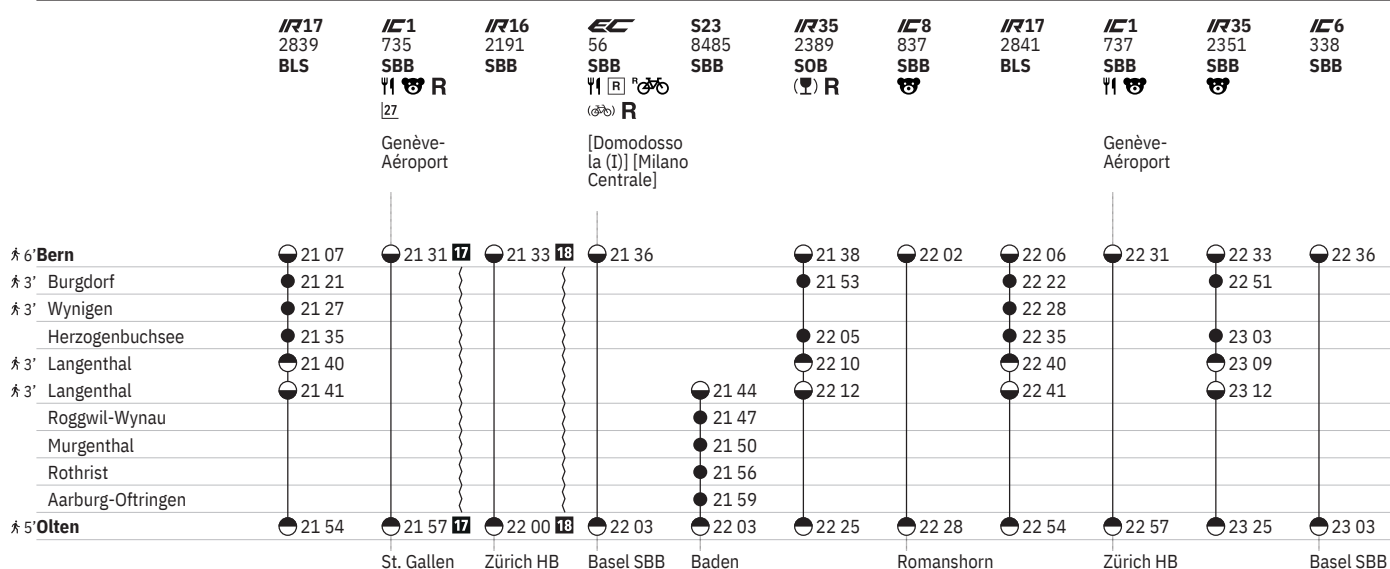 IR17 IC1 IR16 EC S23 IR35 IC8 IR17 IC1 IR35 IC6
2839 735 2191 56 8485 2389 837 2841 737 2351 338
BLS SBB SBB SBB SBB SOB SBB BLS SBB SBB SBB
R R R R
27 R
Genève- [Domodosso Genève-
Aéroport la (I)] [Milano Aéroport
Centrale]
6' Bern 21 07 21 31 17 21 33 18 21 36 21 38 22 02 22 06 22 31 22 33 22 36
3' Burgdorf 21 21 21 53 22 22 22 51
3' Wynigen 21 27 22 28
Herzogenbuchsee 21 35 22 05 22 35 23 03
3' Langenthal 21 40 22 10 22 40 23 09
3' Langenthal 21 41 21 44 22 12 22 41 23 12
Roggwil-Wynau 21 47
Murgenthal 21 50
Rothrist 21 56
Aarburg-Oftringen 21 59
5' Olten 21 54 21 57 17 22 00 18 22 03 22 03 22 25 22 28 22 54 22 57 23 25 23 03
St. Gallen Zürich HB Basel SBB Baden Romanshorn Zürich HB Basel SBB